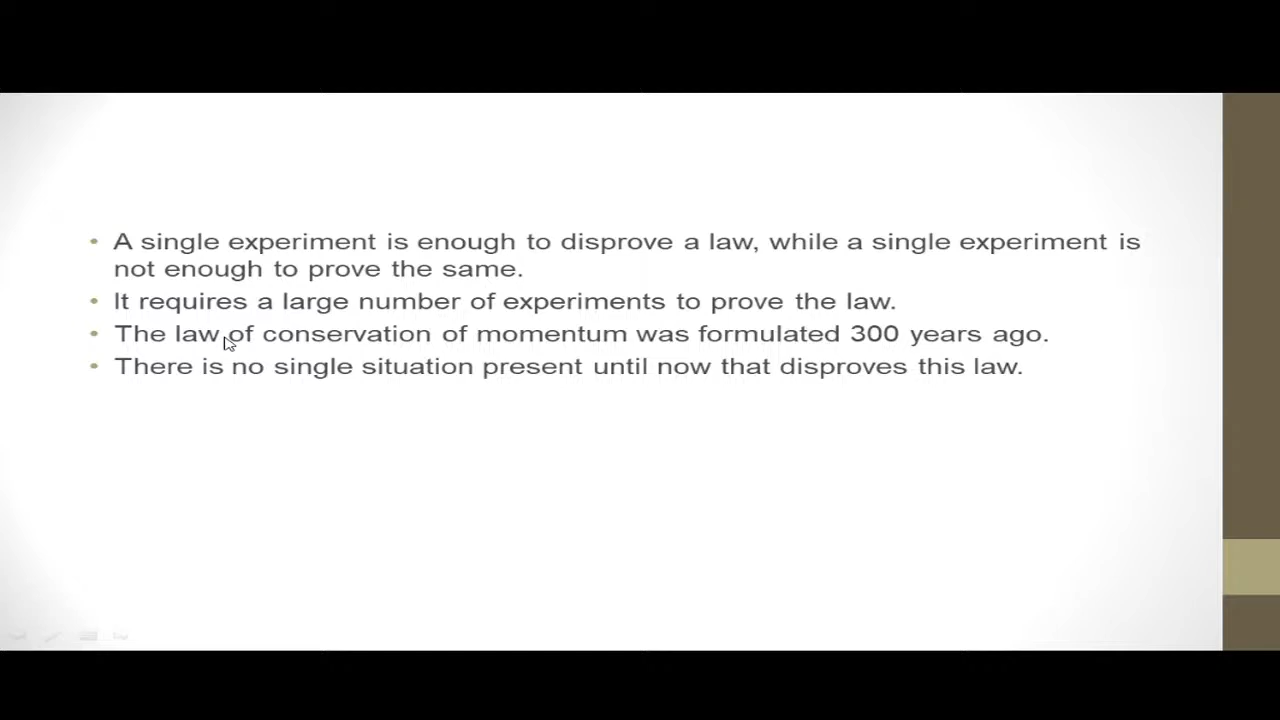 • A single experiment is enough to disprove a law, while a single experiment is
not enough to prove the same.
• It requires a large number of experiments to prove the law.
• The law of conservation of momentum was formulated 300 years ago.
• There is no single situation present until now that disproves this law.